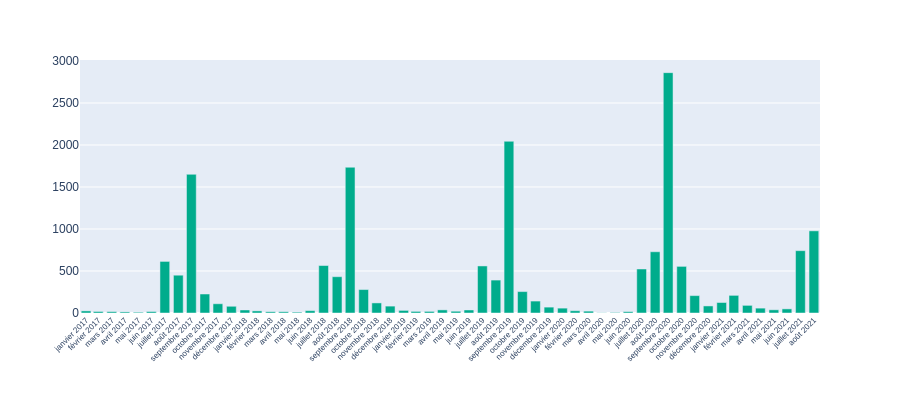 3000
2500
2000
1500
1000
500
0
janvier 2017
février 2017
mars 2017
avril 2017
mai 2017
juin 2017
juillet 2017
août 2017
septembre 2017
octobre 2017
novembre 2017
décembre 2017
janvier 2018
février 2018
mars 2018
avril 2018
mai 2018
juin 2018
juillet 2018
août 2018
septembre 2018
octobre 2018
novembre 2018
décembre 2018
janvier 2019
février 2019
mars 2019
avril 2019
mai 2019
juin 2019
juillet 2019
août 2019
septembre 2019
octobre 2019
novembre 2019
décembre 2019
janvier 2020
février 2020
mars 2020
avril 2020
mai 2020
juin 2020
juillet 2020
août 2020
septembre 2020
octobre 2020
novembre 2020
décembre 2020
janvier 2021
février 2021
mars 2021
avril 2021
mai 2021
juin 2021
juillet 2021
août 2021